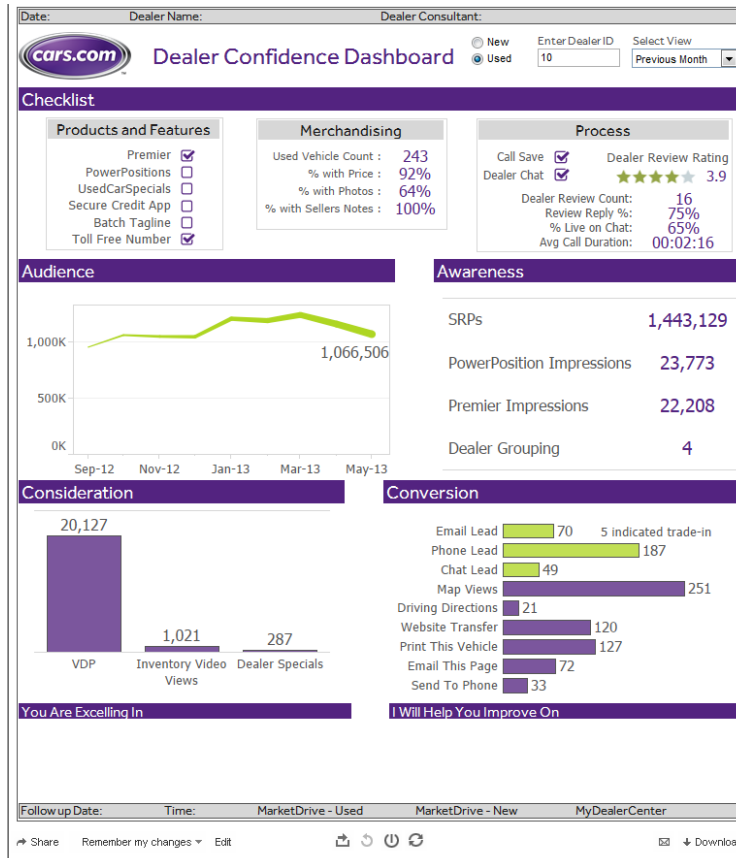 Date: Dealer Name: Dealer Consultant:
cars.com Dealer Confidence Dashboard
New
Used
Enter Dealer ID
10
Select View
Previous Month
Checklist
Products and Features
Premier
PowerPositions
UsedCarSpecials
Secure Credit App
Batch Tagline
Toll Free Number
Merchandising
Used Vehicle Count : 243
% with Price : 92%
% with Photos : 64%
% with Sellers Notes : 100%
Process
Call Save
Dealer Chat
Dealer Review Rating
3.9
Dealer Review Count: 16
Review Reply %: 75%
% Live on Chat: 65%
Avg Call Duration: 00:02:16
Audience
1,000K
500K
0K
1,066,506
Sep-12 Nov-12 Jan-13 Mar-13 May-13
Awareness
SRPs 1,443,129
PowerPosition Impressions 23,773
Premier Impressions 22,208
Dealer Grouping 4
Consideration
20,127
1,021
287
VDP Inventory Video Dealer Specials
Views
Conversion
Email Lead 70 5 indicated trade-in
Phone Lead 187
Chat Lead 49
Map Views 251
Driving Directions 21
Website Transfer 120
Print This Vehicle 127
Email This Page 72
Send To Phone 33
You Are Excelling In
I Will Help You Improve On
Follow up Date: Time: MarketDrive - Used MarketDrive - New MyDealerCenter
Share Remember my changes Edit Downloa